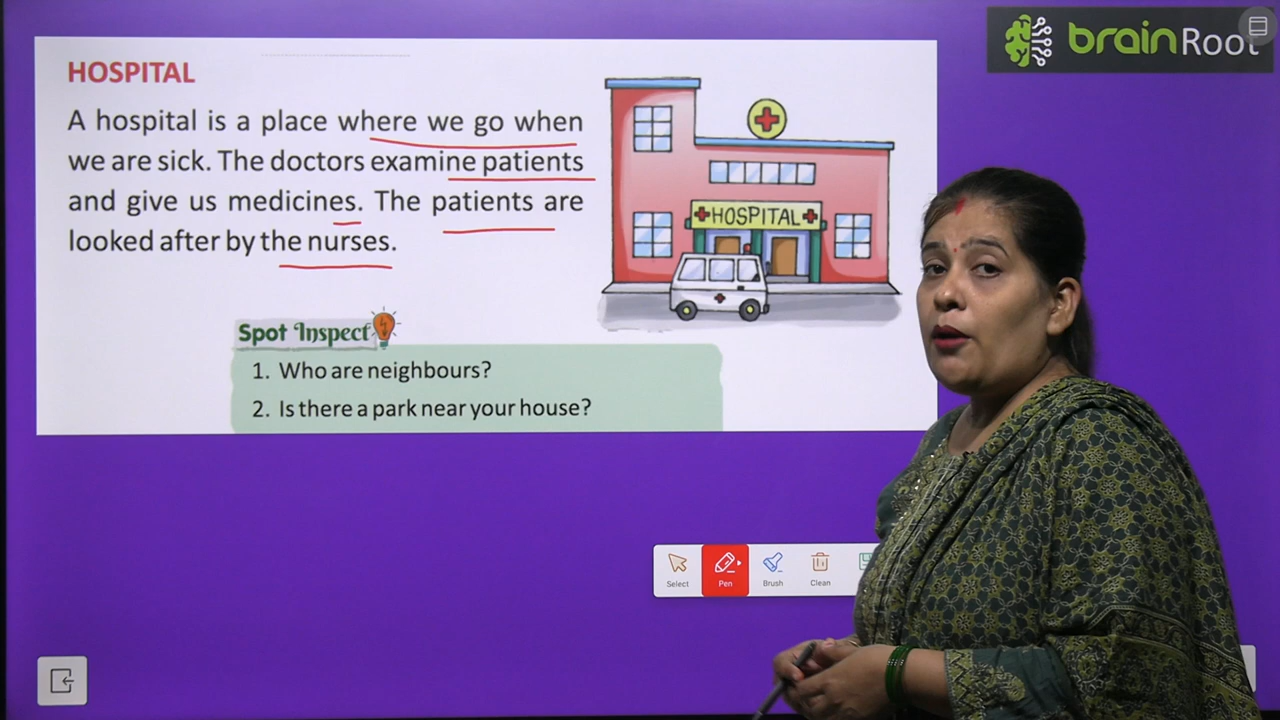 HOSPITAL
A hospital is a place where we go when
we are sick. The doctors examine patients
and give us medicines. The patients are
looked after by the nurses.
HOSPITAL
Spot Inspect
1. Who are neighbours?
2. Is there a park near your house?
brainRoot
Select
Pen
Brush
Clean